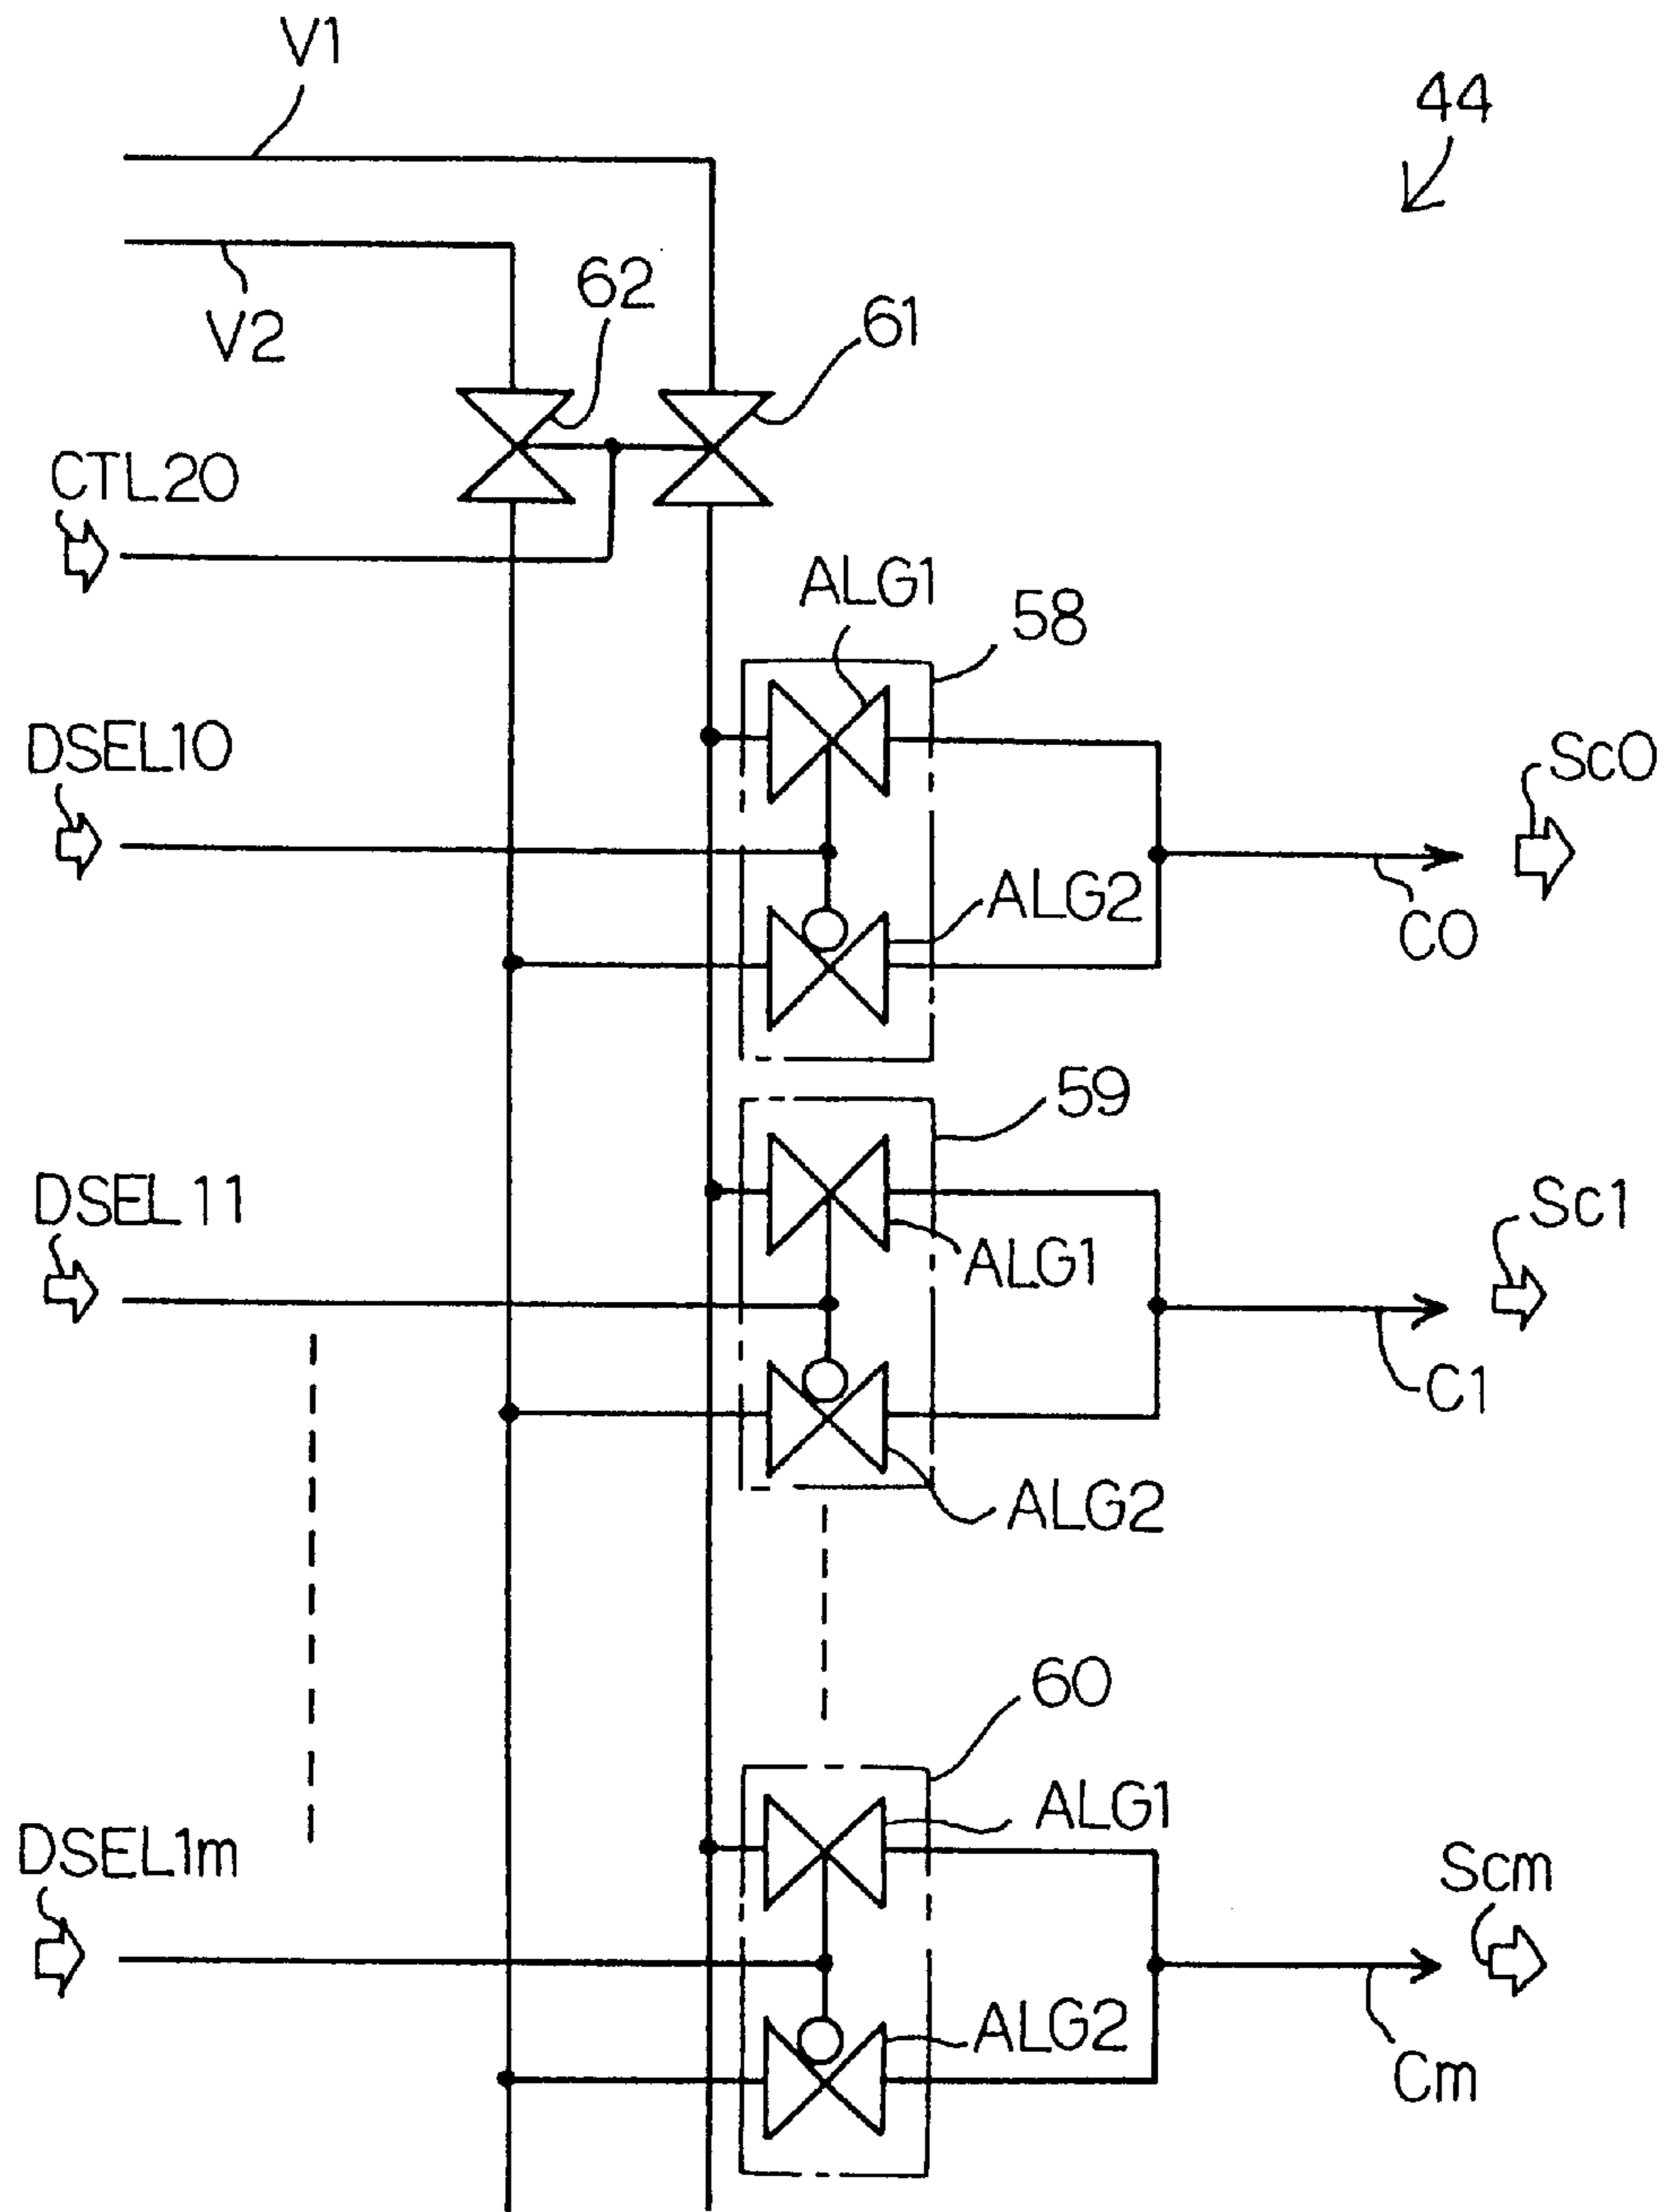 V1
44
V2
62
61
CTL20
ALG1
58
DSEL10
Sc0
ALG2
C0
59
DSEL11
Sc1
ALG1
C1
ALG2
60
ALG1
DSEL1m
Scm
ALG2
Cm